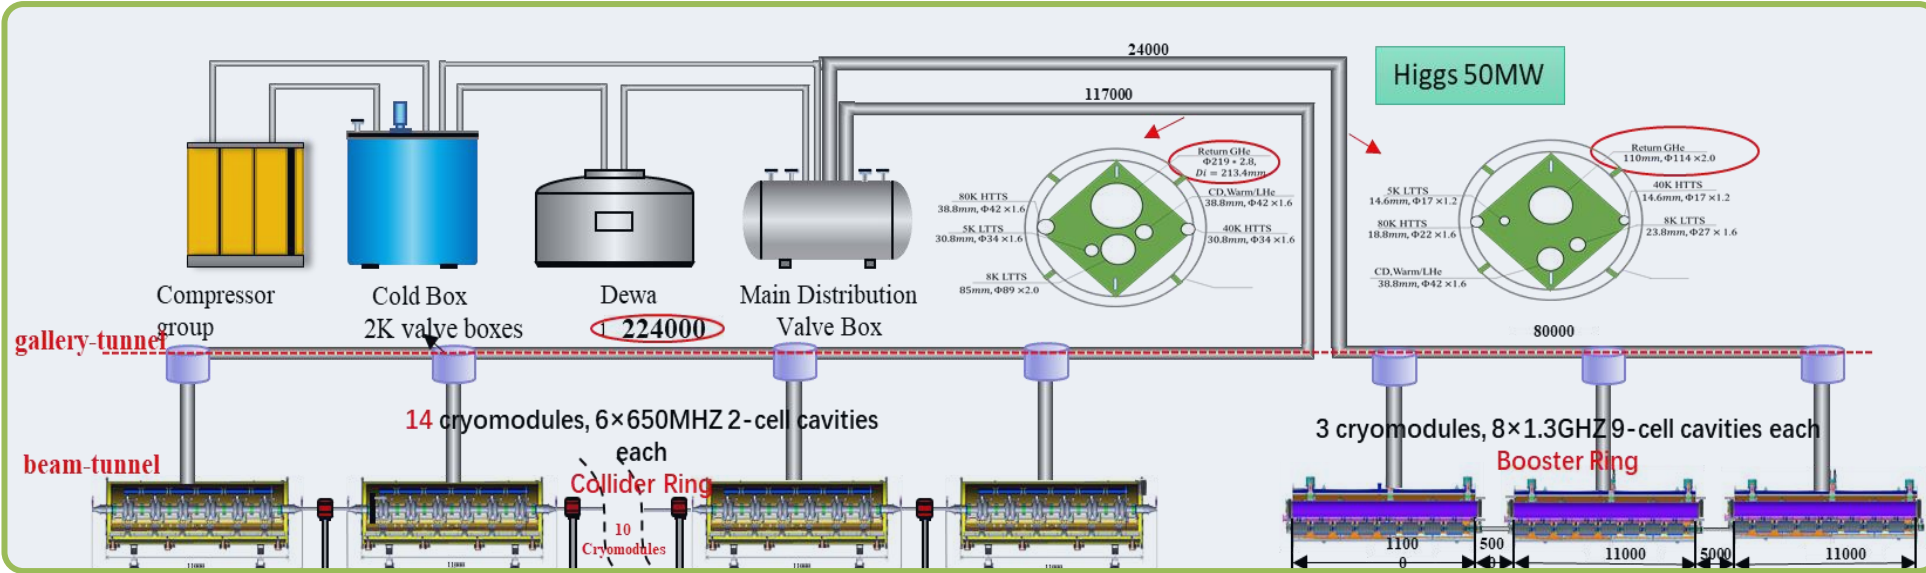 24000
Higgs 50MW
117000
Return GHe
Φ219 * 2.8,
Di = 213.4mm
80K HTTS
38.8mm, Φ42 ×1.6
CD,Warm/LHe
38.8mm, Φ42 ×1.6
5K LTTS
30.8mm, Φ34 ×1.6
40K HTTS
30.8mm, Φ34 ×1.6
8K LTTS
85mm, Φ89 ×2.0
Return GHe
110mm, Φ114 ×2.0
5K LTTS
14.6mm, Φ17 ×1.2
40K HTTS
14.6mm, Φ17 ×1.2
80K HTTS
18.8mm, Φ22 ×1.6
8K LTTS
23.8mm, Φ27 × 1.6
CD,Warm/LHe
38.8mm, Φ42 ×1.6
Compressor
group
Cold Box
2K valve boxes
Dewa
224000
Main Distribution
Valve Box
gallery-tunnel
80000
14 cryomodules, 6×650MHZ 2-cell cavities
each
Collider Ring
3 cryomodules, 8×1.3GHZ 9-cell cavities each
Booster Ring
beam-tunnel
10
Cryomodules
11000
11000
11000
11000
1100
0
500
11000
5000
11000